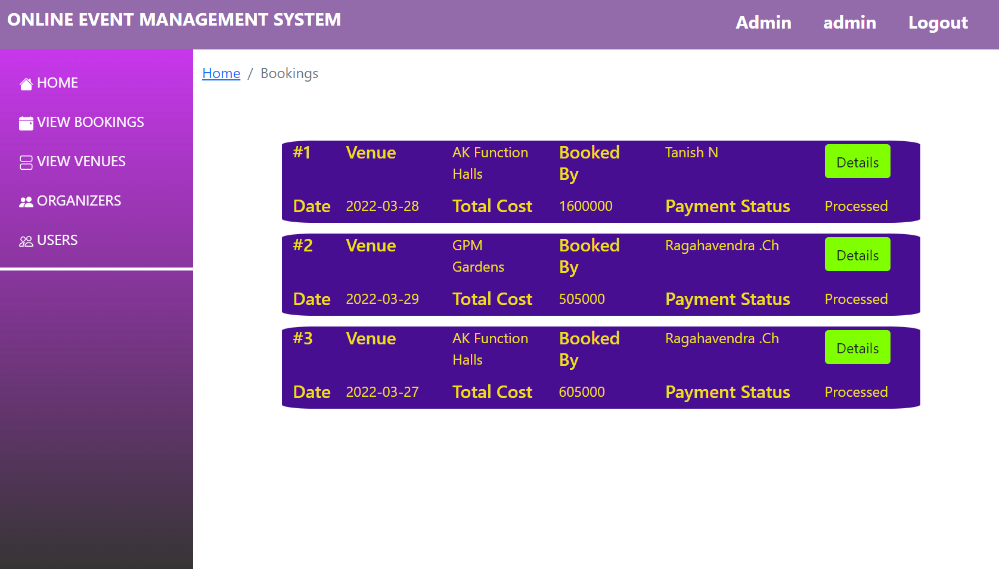 ONLINE EVENT MANAGEMENT SYSTEM
Admin admin Logout
HOME
VIEW BOOKINGS
VIEW VENUES
ORGANIZERS
USERS
Home / Bookings
#1 Venue AK Function Booked Tanish N Details
Halls By
Date 2022-03-28 Total Cost 1600000 Payment Status Processed
#2 Venue GPM Booked Ragahavendra .Ch Details
Gardens By
Date 2022-03-29 Total Cost 505000 Payment Status Processed
#3 Venue AK Function Booked Ragahavendra .Ch Details
Halls By
Date 2022-03-27 Total Cost 605000 Payment Status Processed